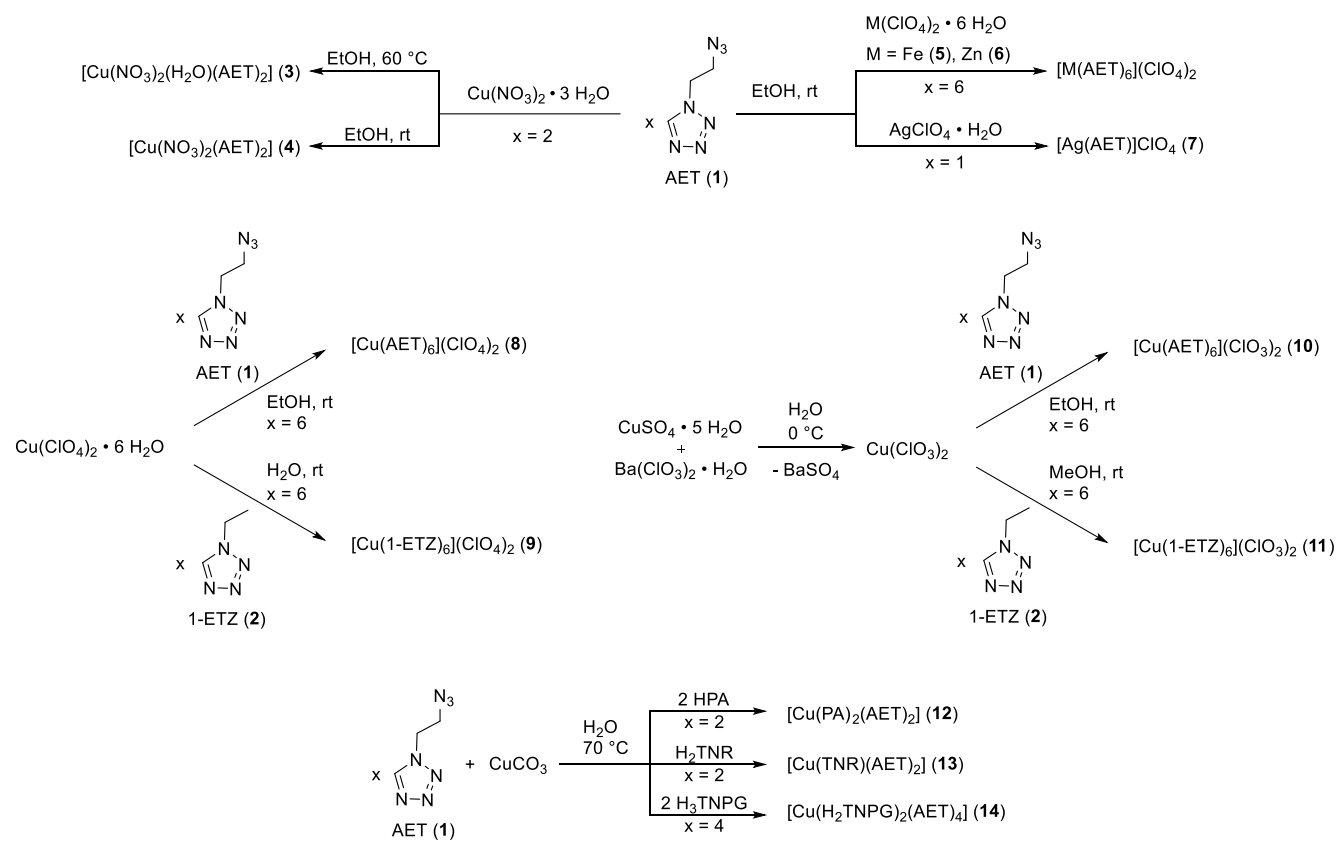 M(ClO4)2 • 6 H2O
M = Fe (5), Zn (6)
x = 6
[M(AET)6](ClO4)2
EtOH, rt
AgClO4 • H2O
x = 1
[Ag(AET)]ClO4 (7)
N3
N
N
N
N
x
AET (1)
Cu(NO3)2 • 3 H2O
x = 2
EtOH, 60 °C
[Cu(NO3)2(H2O)(AET)2] (3)
EtOH, rt
[Cu(NO3)2(AET)2] (4)
N3
N
N
N
N
x
AET (1)
EtOH, rt
x = 6
[Cu(AET)6](ClO4)2 (8)
Cu(ClO4)2 • 6 H2O
H2O, rt
x = 6
N
N
N
N
x
1-ETZ (2)
[Cu(1-ETZ)6](ClO4)2 (9)
CuSO4 • 5 H2O
+
Ba(ClO3)2 • H2O
H2O
0 °C
- BaSO4
Cu(ClO3)2
N3
N
N
N
N
x
AET (1)
EtOH, rt
x = 6
[Cu(AET)6](ClO3)2 (10)
MeOH, rt
x = 6
N
N
N
N
x
1-ETZ (2)
[Cu(1-ETZ)6](ClO3)2 (11)
N3
N
N
N
N
x
AET (1)
+ CuCO3
H2O
70 °C
2 HPA
x = 2
[Cu(PA)2(AET)2] (12)
H2TNR
x = 2
[Cu(TNR)(AET)2] (13)
2 H3TNPG
x = 4
[Cu(H2TNPG)2(AET)4] (14)